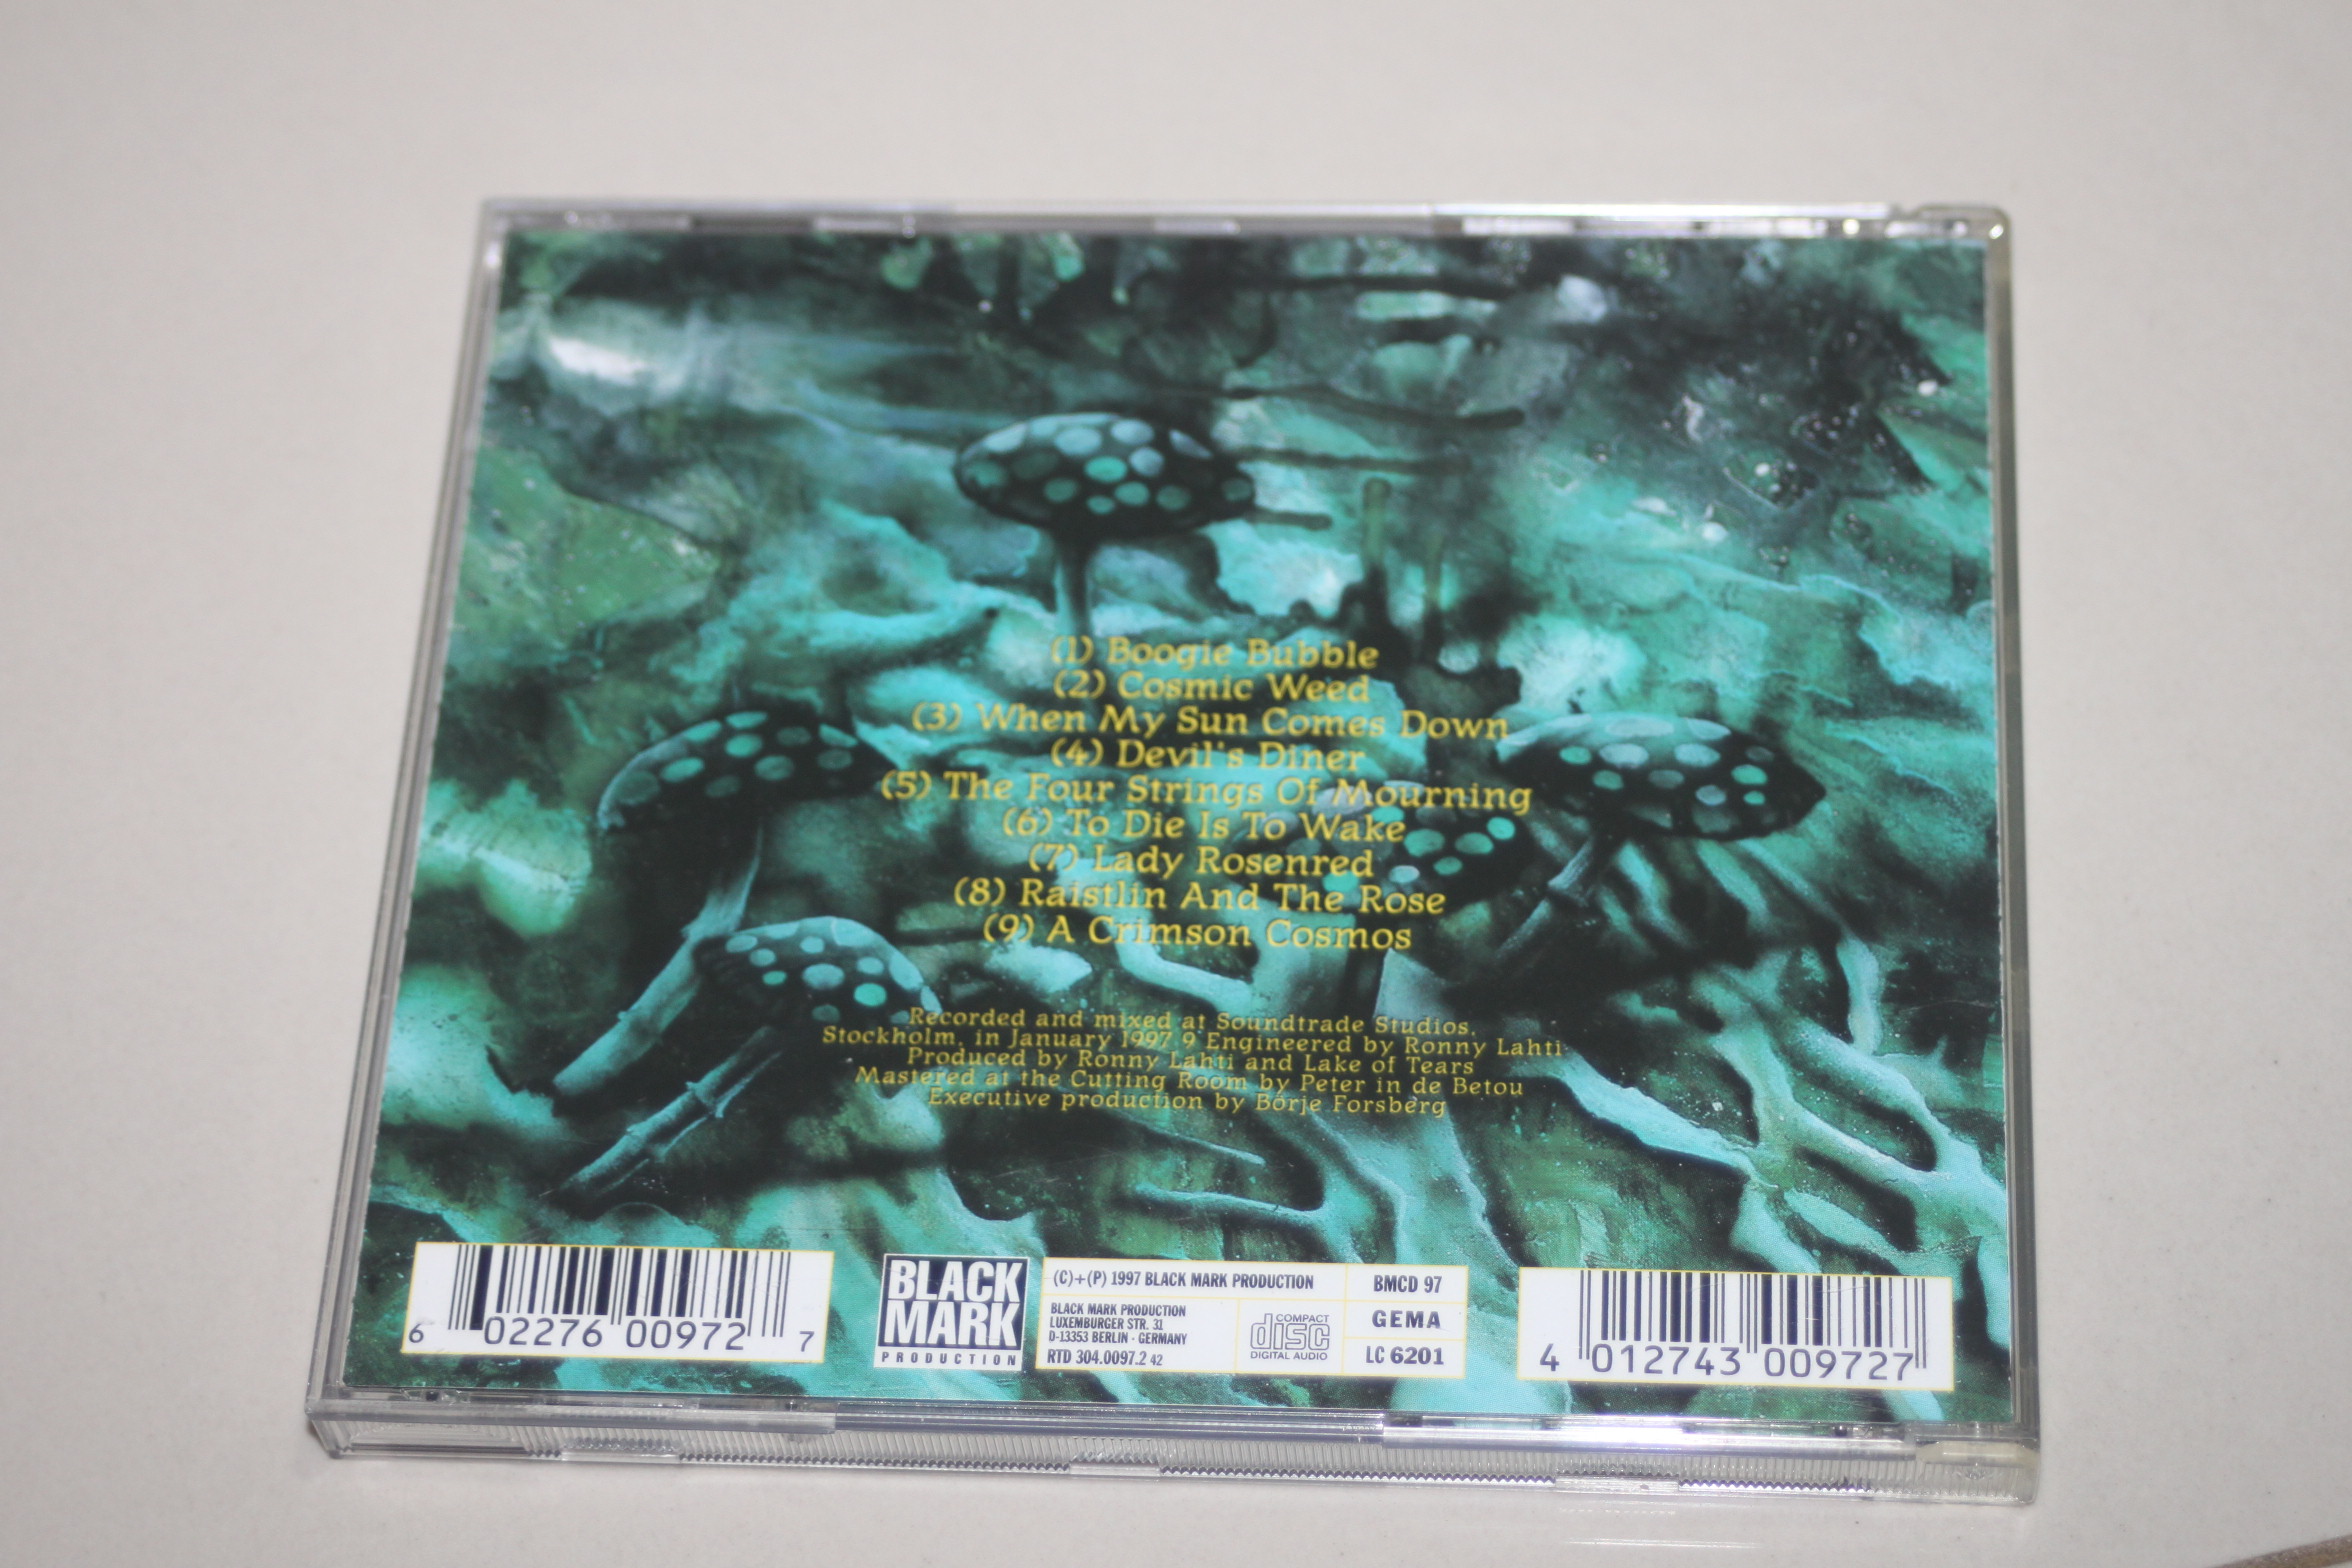 (1) Boogie Bubble
(2) Cosmic Weed
(3) When My Sun Comes Down
(4) Devil's Diner
(5) The Four Strings Of Mourning
(6) To Die Is To Wake
(7) Lady Rosenred
(8) Raistlin And The Rose
(9) A Crimson Cosmos
Recorded and mixed at Soundtrade Studios,
Stockholm, in January 1997 9 Engineered by Ronny Lahti
Produced by Ronny Lahti and Lake of Tears
Mastered at the Cutting Room by Peter in de Betou
Executive production by Börje Forsberg
6 02276 00972 7
BLACK
MARK
PRODUCTION
(C)+(P) 1997 BLACK MARK PRODUCTION
BLACK MARK PRODUCTION
LUXEMBURGER STR. 31
D-13353 BERLIN - GERMANY
RTD 304.0097.2 42
COMPACT
disc
DIGITAL AUDIO
BMCD 97
GEMA
LC 6201
4 012743 009727